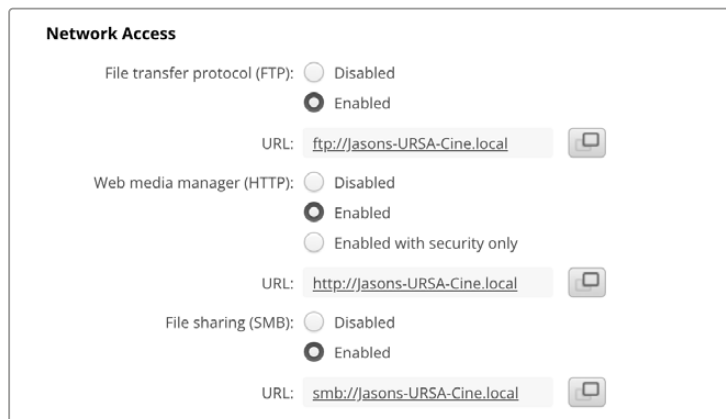 Network Access
File transfer protocol (FTP): Disabled
Enabled
URL: ftp://Jasons-URSA-Cine.local
Web media manager (HTTP): Disabled
Enabled
Enabled with security only
URL: http://Jasons-URSA-Cine.local
File sharing (SMB): Disabled
Enabled
URL: smb://Jasons-URSA-Cine.local